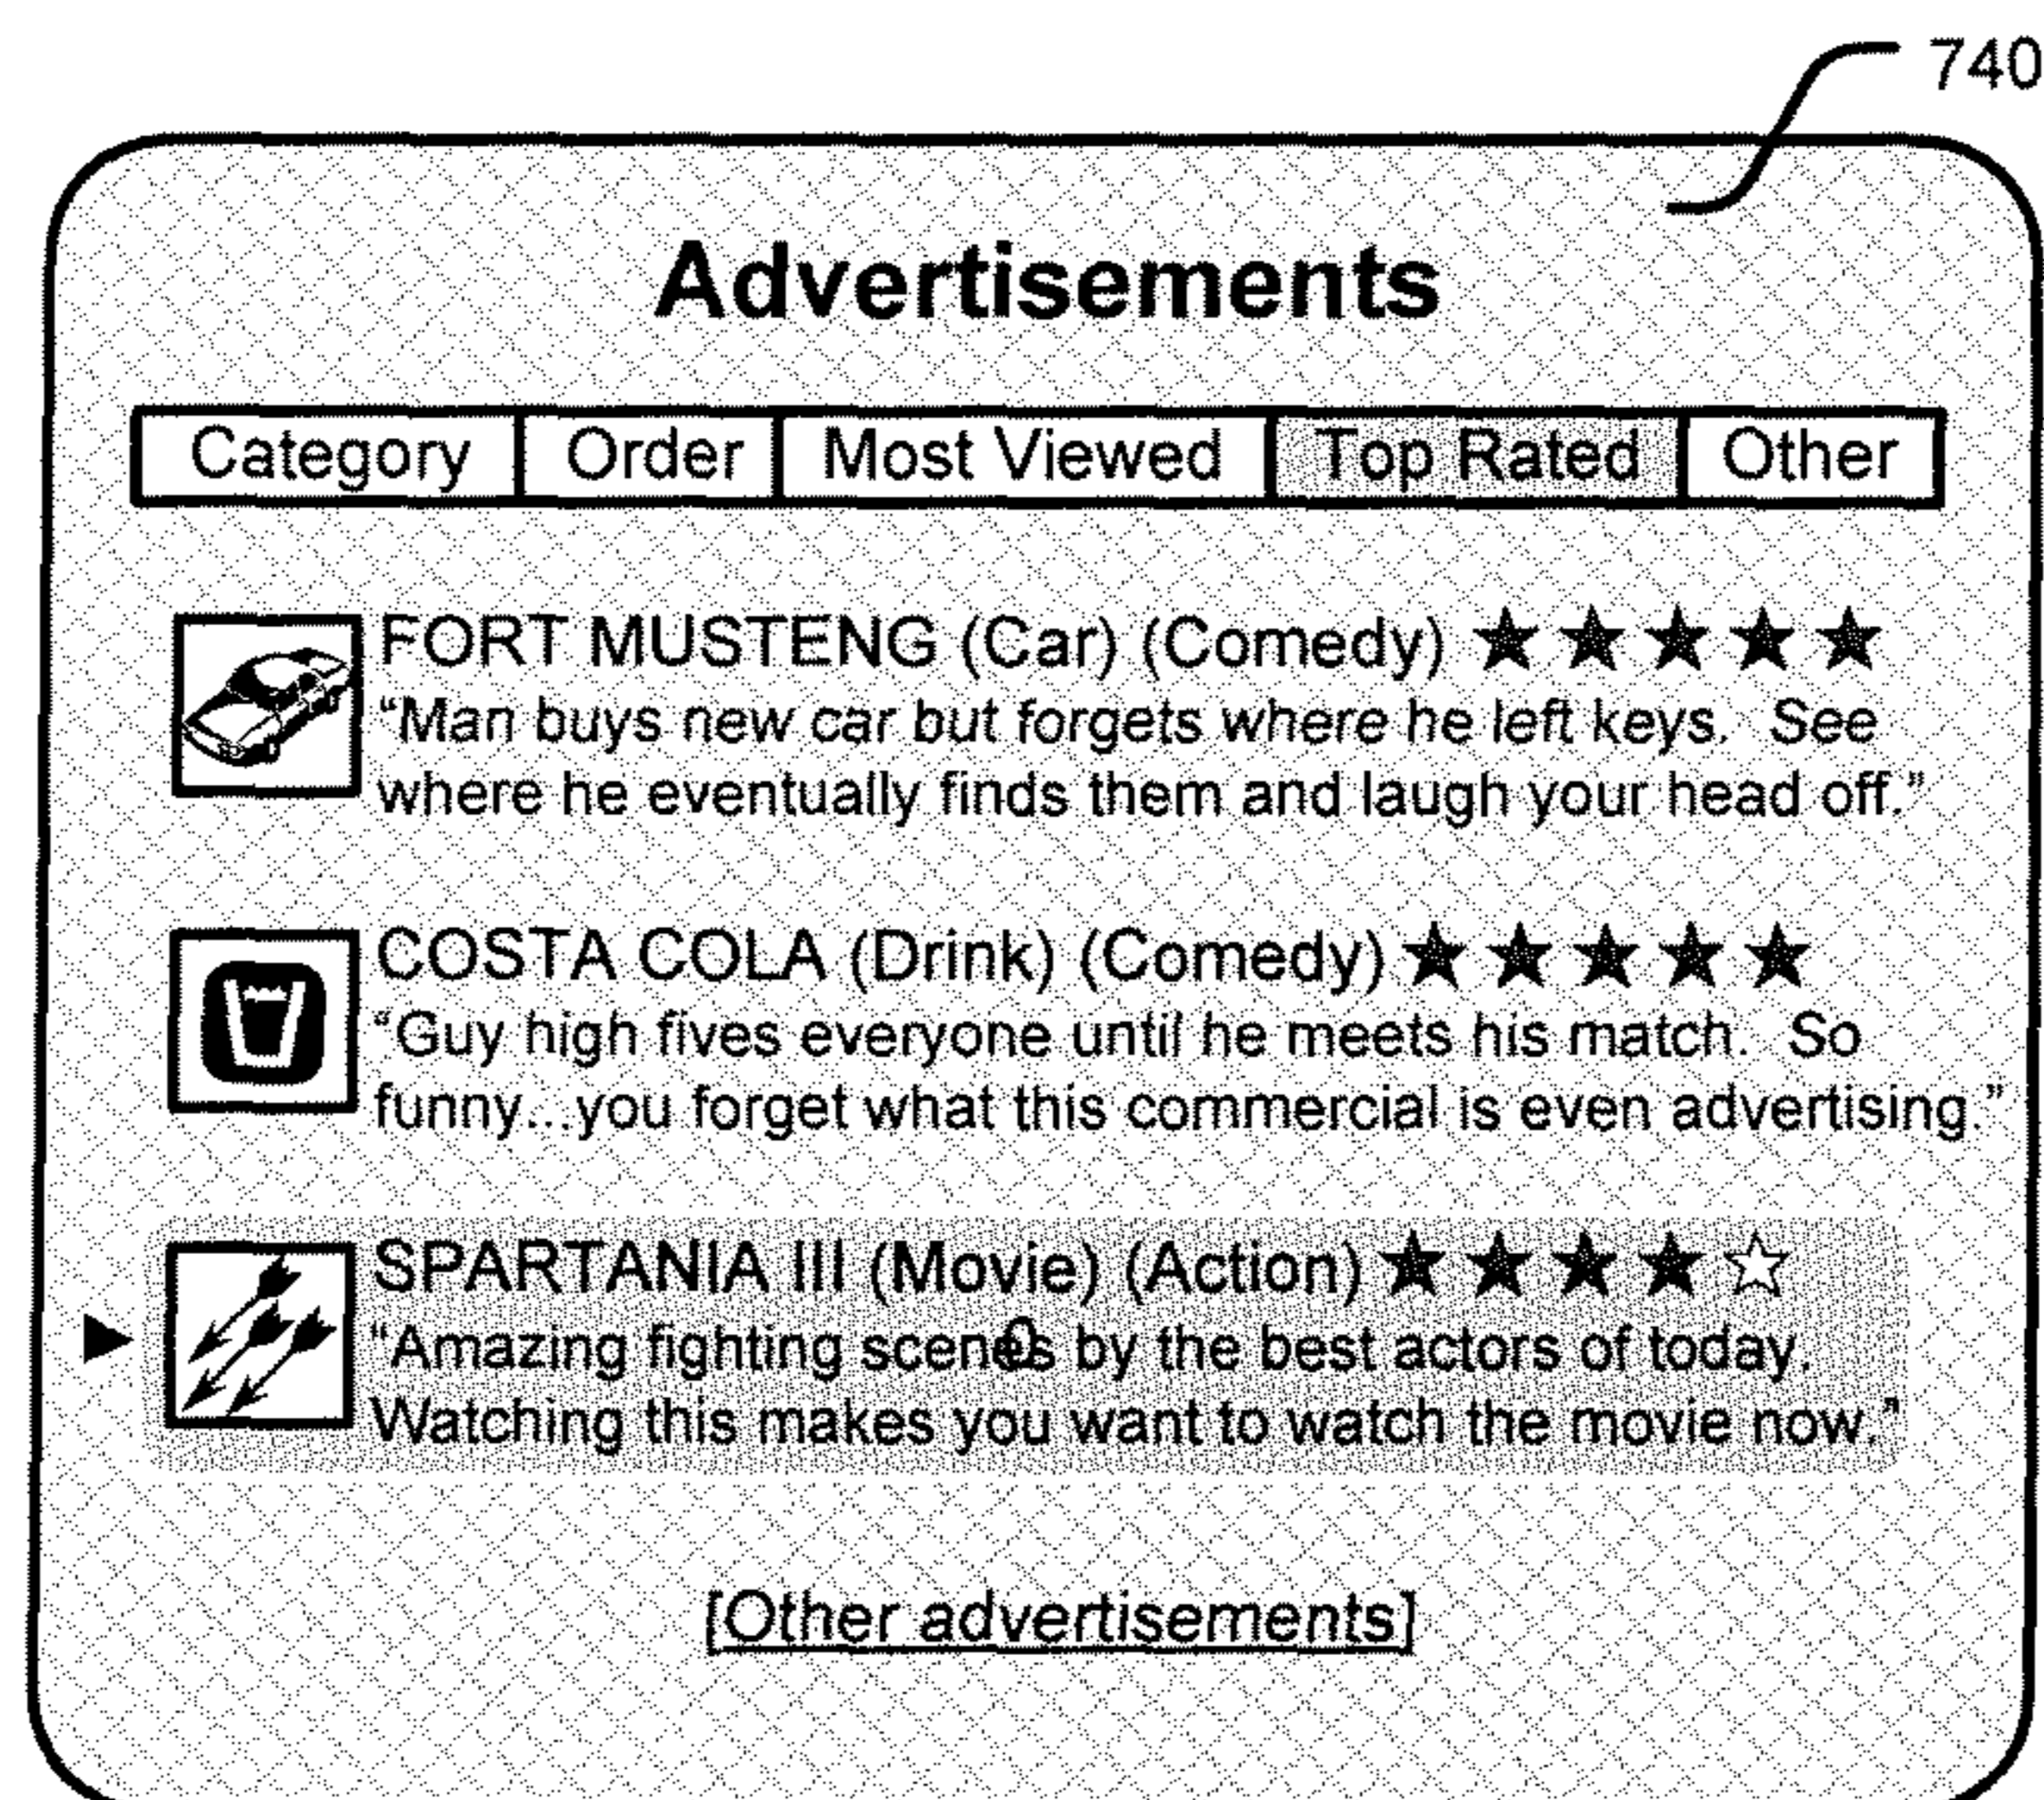 740
Advertisements
Category Order Most Viewed Top Rated Other
FORT MUSTENG (Car) (Comedy) ★★★★★
“Man buys new car but forgets where he left keys. See
where he eventually finds them and laugh your head off.”
COSTA COLA (Drink) (Comedy) ★★★★★
“Guy high fives everyone until he meets his match. So
funny...you forget what this commercial is even advertising.”
SPARTANIA III (Movie) (Action) ★★★★☆
“Amazing fighting scenes by the best actors of today.
Watching this makes you want to watch the movie now.”
[Other advertisements]